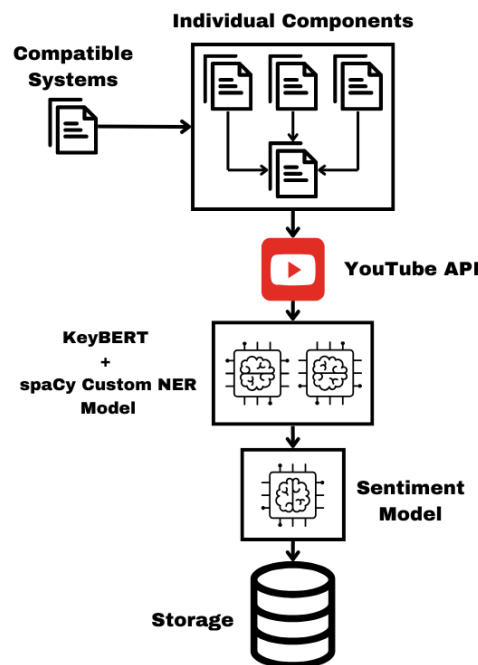 Individual Components
Compatible
Systems
YouTube API
KeyBERT
+
spaCy Custom NER
Model
Sentiment
Model
Storage